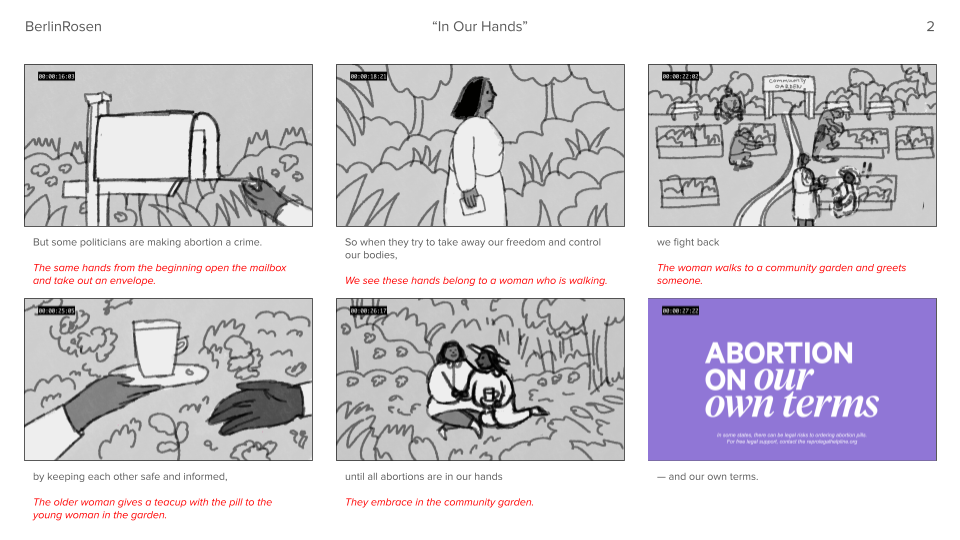 BerlinRosen
“In Our Hands”
2
00:00:16:03
00:00:18:21
00:00:22:02
Community
GARDEN
!!
But some politicians are making abortion a crime.
The same hands from the beginning open the mailbox
and take out an envelope.
So when they try to take away our freedom and control
our bodies,
We see these hands belong to a woman who is walking.
we fight back
The woman walks to a community garden and greets
someone.
00:00:25:05
00:00:26:17
00:00:27:22
ABORTION
ON our
own terms
In some states, there can be legal risks to ordering abortion pills.
For free legal support, contact the reprolegalhelpline.org
by keeping each other safe and informed,
The older woman gives a teacup with the pill to the
young woman in the garden.
until all abortions are in our hands
They embrace in the community garden.
— and our own terms.